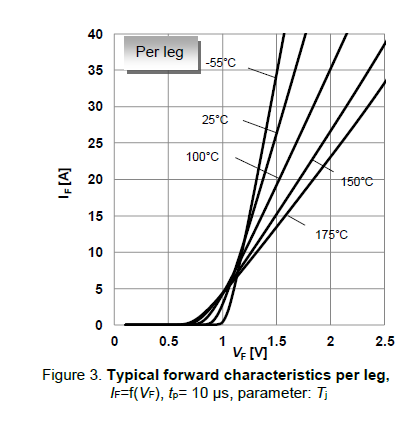 40
Per leg
-55°C
35
30
25°C
25
100°C
20
150°C
15
175°C
10
5
0
IF [A]
0 0.5 1 1.5 2 2.5
VF [V]
Figure 3. Typical forward characteristics per leg,
IF=f(VF), tp= 10 µs, parameter: Tj